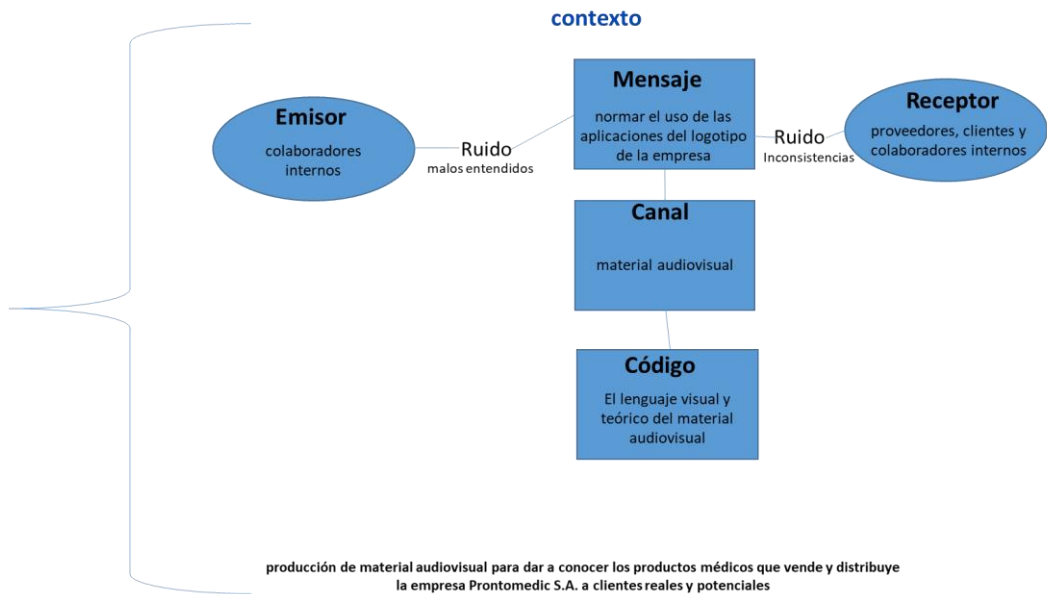 contexto
Emisor
colaboradores
internos
Ruido
malos entendidos
Mensaje
normar el uso de las
aplicaciones del logotipo
de la empresa
Ruido
Inconsistencias
Receptor
proveedores, clientes y
colaboradores internos
Canal
material audiovisual
Código
El lenguaje visual y
teórico del material
audiovisual
producción de material audiovisual para dar a conocer los productos médicos que vende y distribuye
la empresa Prontomedic S.A. a clientes reales y potenciales